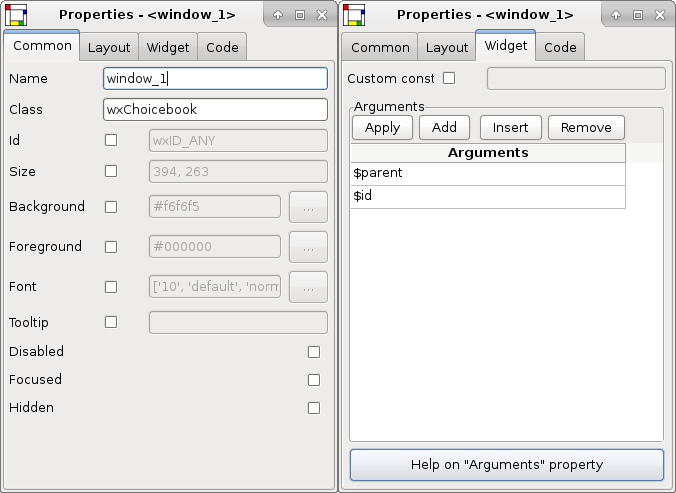 Properties - <window_1>
Common Layout Widget Code
Name window_1
Class wxChoicebook
Id wxID_ANY
Size 394, 263
Background #f6f6f5 ...
Foreground #000000 ...
Font ['10', 'default', 'norm ...
Tooltip
Disabled
Focused
Hidden
Properties - <window_1>
Common Layout Widget Code
Custom const
Arguments
Apply Add Insert Remove
Arguments
$parent
$id
Help on "Arguments" property